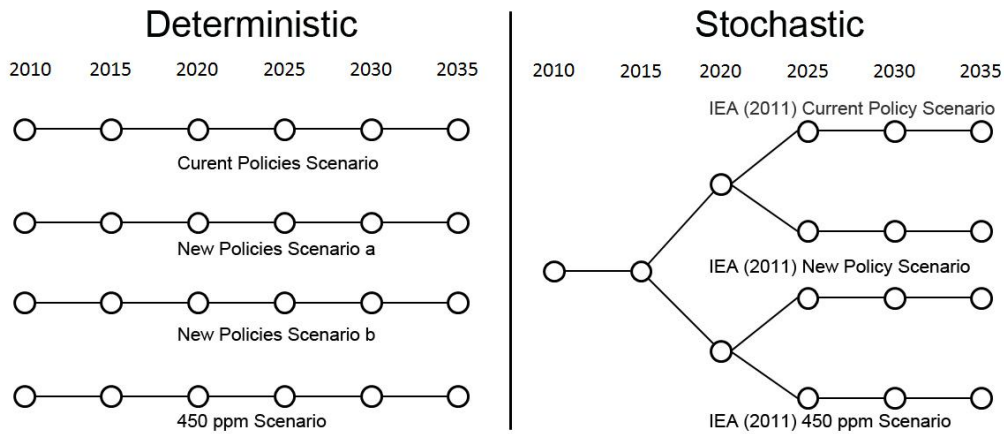 Deterministic
2010 2015 2020 2025 2030 2035
Curent Policies Scenario
New Policies Scenario a
New Policies Scenario b
450 ppm Scenario
Stochastic
2010 2015 2020 2025 2030 2035
IEA (2011) Current Policy Scenario
IEA (2011) New Policy Scenario
IEA (2011) 450 ppm Scenario